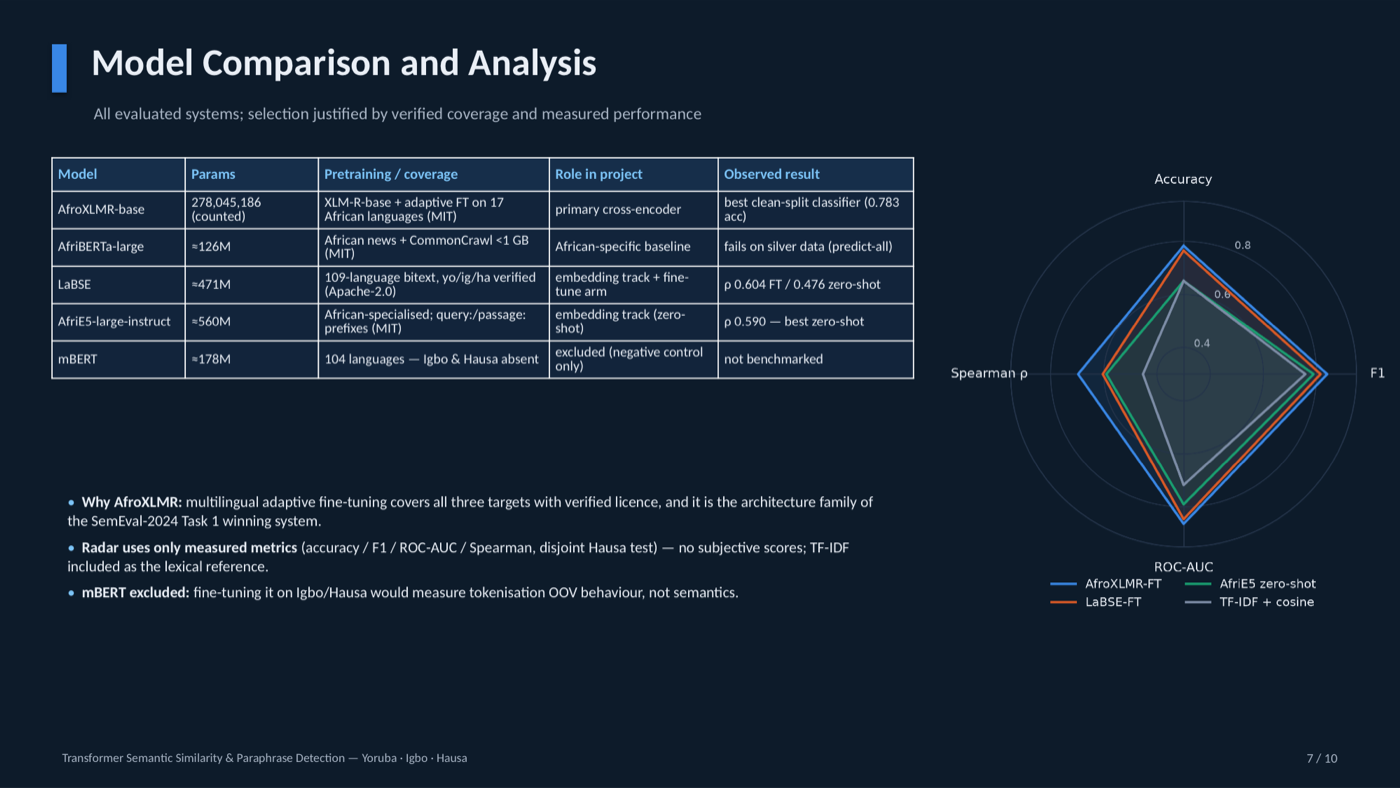 Model Comparison and Analysis
All evaluated systems; selection justified by verified coverage and measured performance
Model Params Pretraining / coverage Role in project Observed result
AfroXLMR-base 278,045,186 (counted) XLM-R-base + adaptive FT on 17 African languages (MIT) primary cross-encoder best clean-split classifier (0.783 acc)
AfriBERTa-large ≈126M African news + CommonCrawl <1 GB (MIT) African-specific baseline fails on silver data (predict-all)
LaBSE ≈471M 109-language bitext, yo/ig/ha verified (Apache-2.0) embedding track + fine-tune arm ρ 0.604 FT / 0.476 zero-shot
AfriE5-large-instruct ≈560M African-specialised; query:/passage: prefixes (MIT) embedding track (zero-shot) ρ 0.590 — best zero-shot
mBERT ≈178M 104 languages — Igbo & Hausa absent excluded (negative control only) not benchmarked
• Why AfroXLMR: multilingual adaptive fine-tuning covers all three targets with verified licence, and it is the architecture family of
the SemEval-2024 Task 1 winning system.
• Radar uses only measured metrics (accuracy / F1 / ROC-AUC / Spearman, disjoint Hausa test) — no subjective scores; TF-IDF
included as the lexical reference.
• mBERT excluded: fine-tuning it on Igbo/Hausa would measure tokenisation OOV behaviour, not semantics.
Accuracy
0.8
0.6
0.4
Spearman ρ
F1
ROC-AUC
AfroXLMR-FT AfriE5 zero-shot
LaBSE-FT TF-IDF + cosine
Transformer Semantic Similarity & Paraphrase Detection — Yoruba · Igbo · Hausa
7 / 10